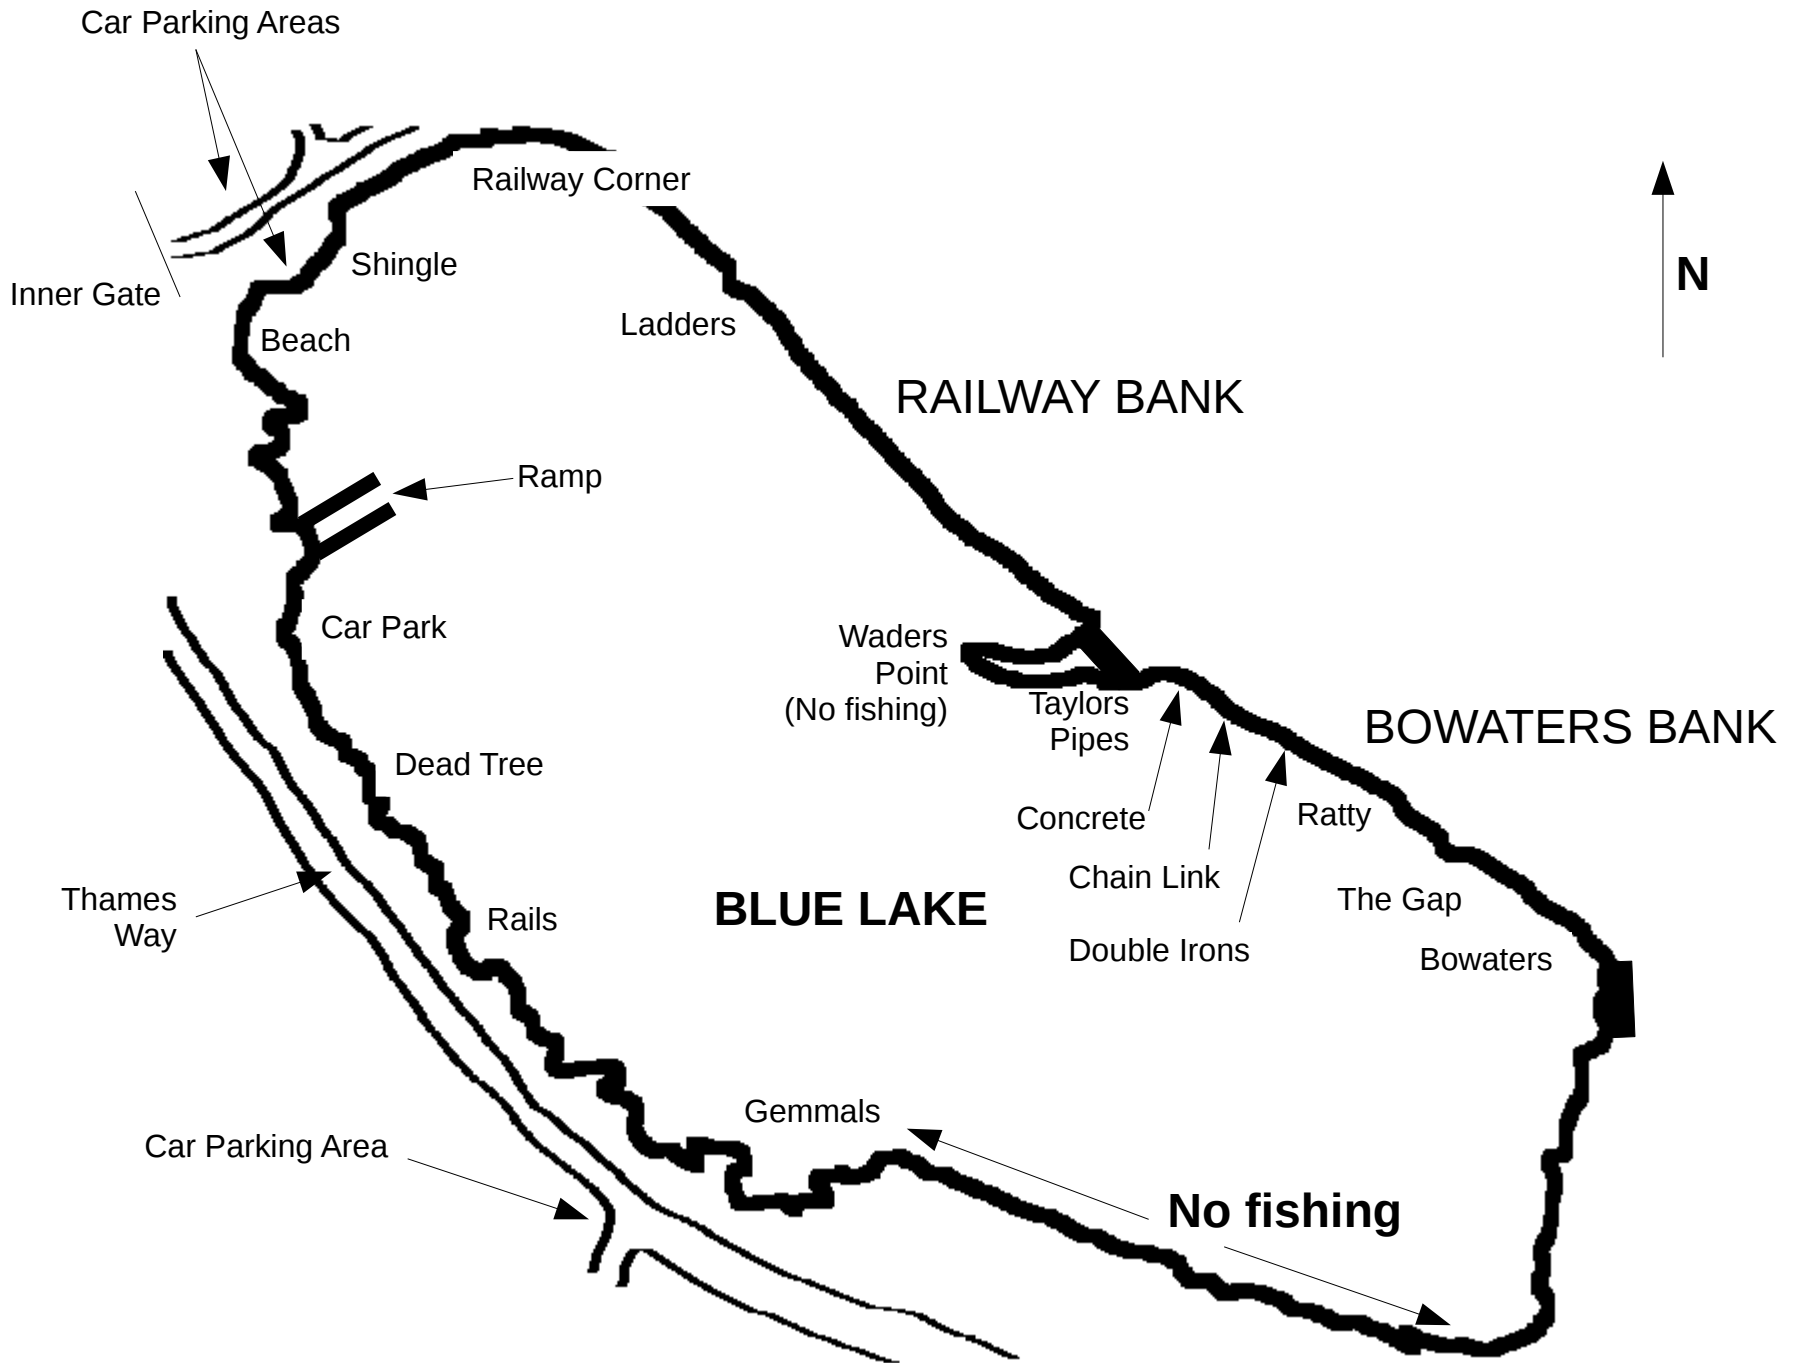 Car Parking Areas
Railway Corner
Shingle
N
Inner Gate
Ladders
Beach
RAILWAY BANK
Ramp
Car Park
Waders
Point
(No fishing)
Taylors
Pipes
BOWATERS BANK
Dead Tree
Concrete
Ratty
Chain Link
Thames
Way
Rails
BLUE LAKE
The Gap
Double Irons
Bowaters
Gemmals
Car Parking Area
No fishing